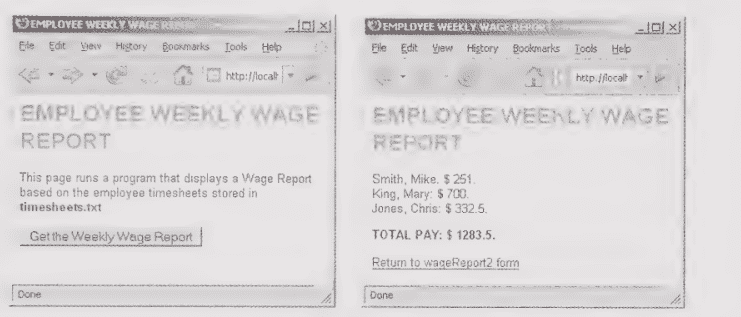 EMPLOYEE WEEKLY WAGE REPORT
File Edit View History Bookmarks Tools Help
http://localh
EMPLOYEE WEEKLY WAGE
REPORT
This page runs a program that displays a Wage Report
based on the employee timesheets stored in
timesheets.txt
Get the Weekly Wage Report
Done
EMPLOYEE WEEKLY WAGE REPORT
File Edit View History Bookmarks Tools Help
http://localh
EMPLOYEE WEEKLY WAGE
REPORT
Smith, Mike. $ 251.
King, Mary: $ 700.
Jones, Chris: $ 332.5.
TOTAL PAY: $ 1283.5.
Return to wageReport2 form
Done